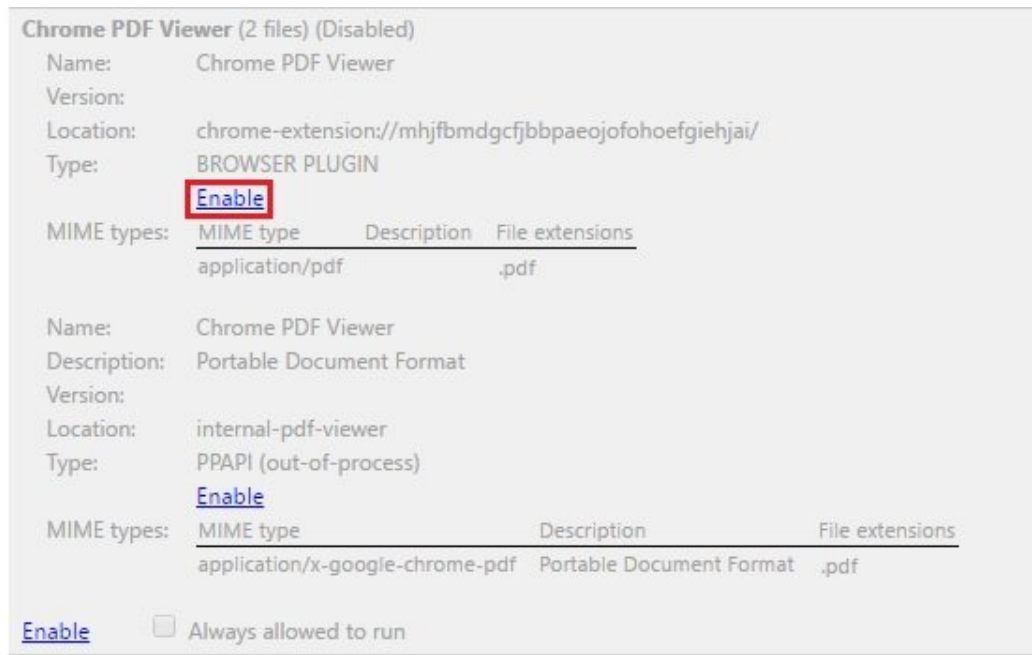 Chrome PDF Viewer (2 files) (Disabled)
Name: Chrome PDF Viewer
Version:
Location: chrome-extension://mhjfbmdgcfjbbpaeojofohoefgiehjai/
Type: BROWSER PLUGIN
Enable
MIME types: MIME type Description File extensions
application/pdf .pdf
Name: Chrome PDF Viewer
Description: Portable Document Format
Version:
Location: internal-pdf-viewer
Type: PPAPI (out-of-process)
Enable
MIME types: MIME type Description File extensions
application/x-google-chrome-pdf Portable Document Format .pdf
Enable Always allowed to run